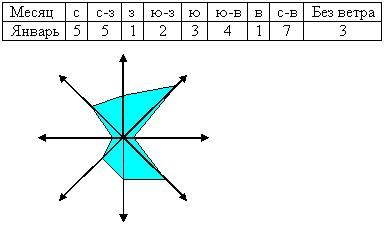 Месяц с с-з з ю-з ю ю-в в с-в Без ветра
Январь 5 5 1 2 3 4 1 7 3